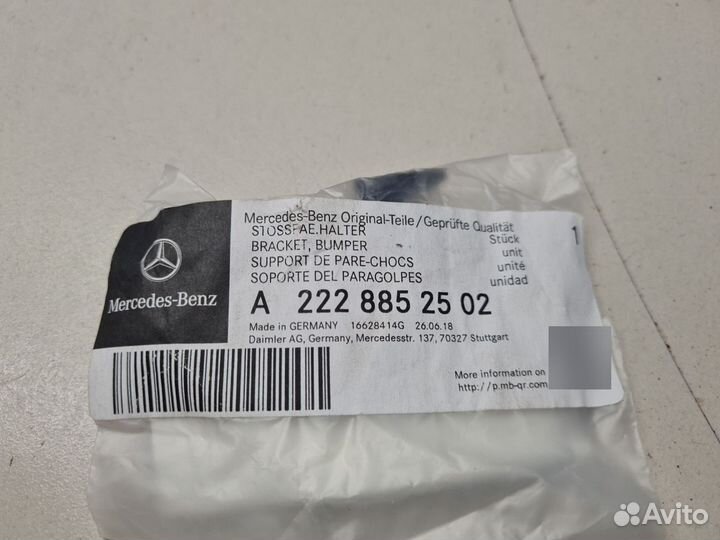 Mercedes-Benz Original-Teile/Geprüfte Qualität
STOSSFAE.HALTER Stück 1
BRACKET, BUMPER unit
SUPPORT DE PARE-CHOCS unité
SOPORTE DEL PARAGOLPES unidad
Mercedes-Benz
A 222 885 25 02
Made in GERMANY 16628414G 26.06.18
Daimler AG, Germany, Mercedesstr. 137, 70327 Stuttgart
More information on
http://p.mb-qr.com
Avito